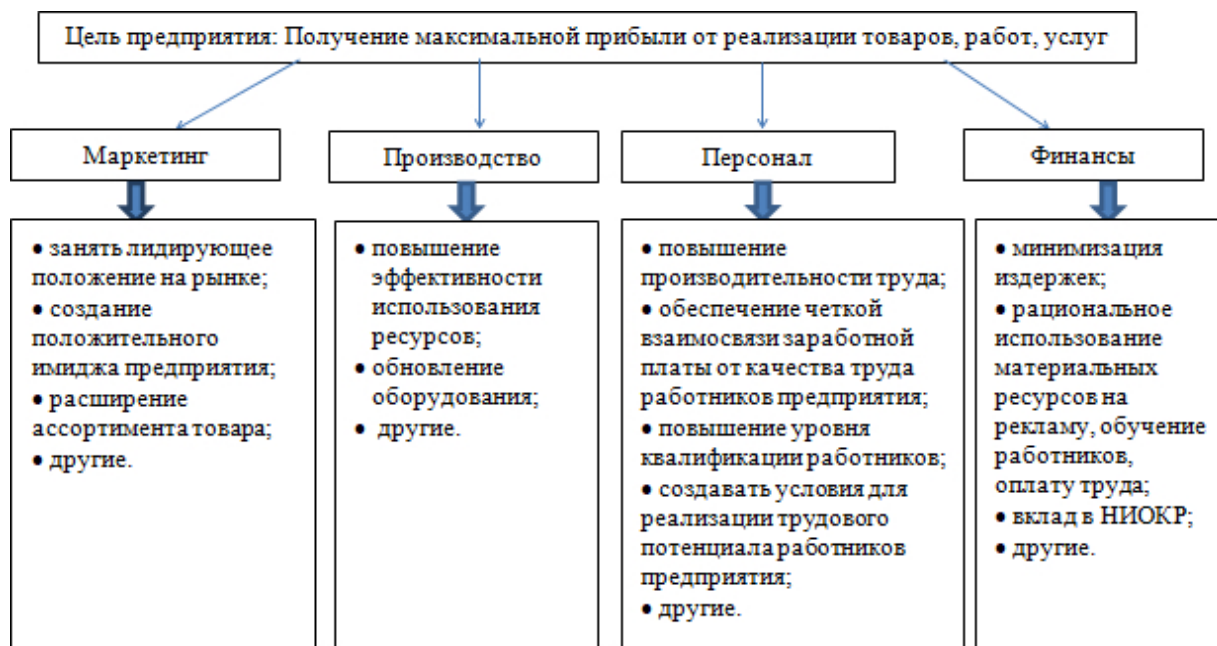 Цель предприятия: Получение максимальной прибыли от реализации товаров, работ, услуг
Маркетинг
Производство
Персонал
Финансы
• занять лидирующее
положение на рынке;
• создание
положительного
имиджа предприятия;
• расширение
ассортимента товара;
• другие.
• повышение
эффективности
использования
ресурсов;
• обновление
оборудования;
• другие.
• повышение
производительности труда;
• обеспечение четкой
взаимосвязи заработной
платы от качества труда
работников предприятия;
• повышение уровня
квалификации работников;
• создавать условия для
реализации трудового
потенциала работников
предприятия;
• другие.
• минимизация
издержек;
• рациональное
использование
материальных
ресурсов на
рекламу, обучение
работников,
оплату труда;
• вклад в НИОКР;
• другие.